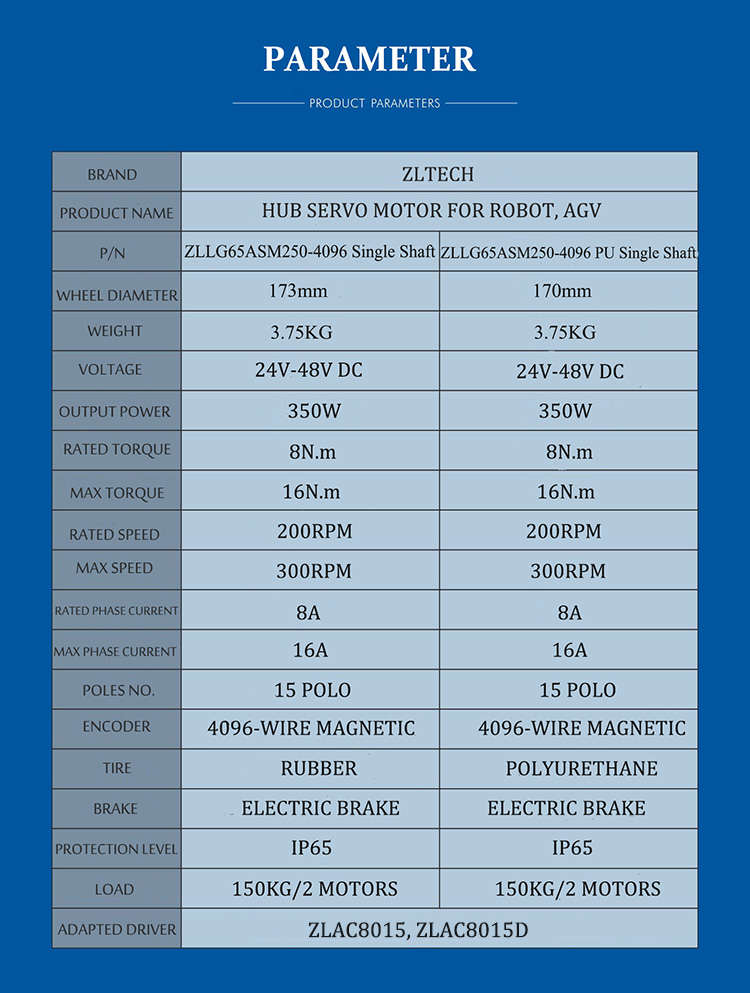 PARAMETER
PRODUCT PARAMETERS
BRAND ZLTECH
PRODUCT NAME HUB SERVO MOTOR FOR ROBOT, AGV
P/N ZLLG65ASM250-4096 Single Shaft ZLLG65ASM250-4096 PU Single Shaft
WHEEL DIAMETER 173mm 170mm
WEIGHT 3.75KG 3.75KG
VOLTAGE 24V-48V DC 24V-48V DC
OUTPUT POWER 350W 350W
RATED TORQUE 8N.m 8N.m
MAX TORQUE 16N.m 16N.m
RATED SPEED 200RPM 200RPM
MAX SPEED 300RPM 300RPM
RATED PHASE CURRENT 8A 8A
MAX PHASE CURRENT 16A 16A
POLES NO. 15 POLO 15 POLO
ENCODER 4096-WIRE MAGNETIC 4096-WIRE MAGNETIC
TIRE RUBBER POLYURETHANE
BRAKE ELECTRIC BRAKE ELECTRIC BRAKE
PROTECTION LEVEL IP65 IP65
LOAD 150KG/2 MOTORS 150KG/2 MOTORS
ADAPTED DRIVER ZLAC8015, ZLAC8015D